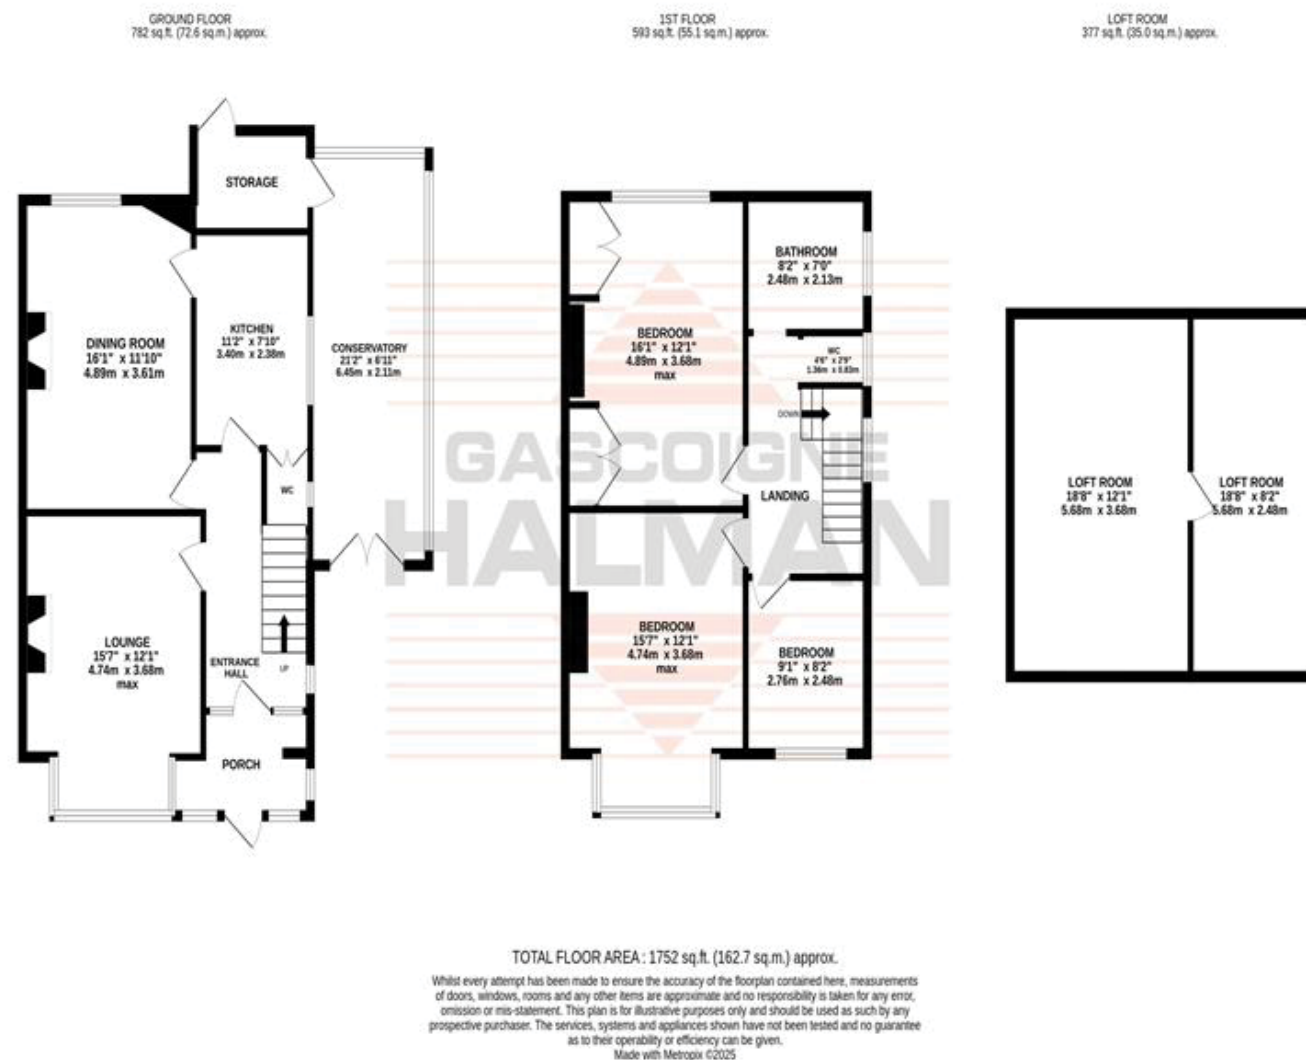 GROUND FLOOR
782 sq.ft. (72.6 sq.m.) approx.
1ST FLOOR
593 sq.ft. (55.1 sq.m.) approx.
LOFT ROOM
377 sq.ft. (35.0 sq.m.) approx.
STORAGE
KITCHEN
11'2" x 7'10"
3.40m x 2.38m
DINING ROOM
16'1" x 11'10"
4.89m x 3.61m
CONSERVATORY
21'2" x 6'11"
6.45m x 2.11m
WC
LOUNGE
15'7" x 12'1"
4.74m x 3.68m
max
ENTRANCE
HALL
UP
PORCH
BATHROOM
8'2" x 7'0"
2.48m x 2.13m
BEDROOM
16'1" x 12'1"
4.89m x 3.68m
max
WC
4'6" x 2'9"
1.36m x 0.83m
DOWN
LANDING
BEDROOM
15'7" x 12'1"
4.74m x 3.68m
max
BEDROOM
9'1" x 8'2"
2.76m x 2.48m
LOFT ROOM
18'8" x 12'1"
5.68m x 3.68m
LOFT ROOM
18'8" x 8'2"
5.68m x 2.48m
GASCOIGNE
HALMAN
TOTAL FLOOR AREA : 1752 sq.ft. (162.7 sq.m.) approx.
Whilst every attempt has been made to ensure the accuracy of the floorplan contained here, measurements
of doors, windows, rooms and any other items are approximate and no responsibility is taken for any error,
omission or mis-statement. This plan is for illustrative purposes only and should be used as such by any
prospective purchaser. The services, systems and appliances shown have not been tested and no guarantee
as to their operability or efficiency can be given.
Made with Metropix ©2025